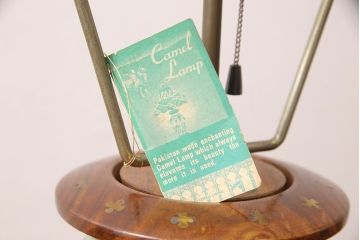 Camel
Lamp
Pakistan made enchanting
Camel Lamp which always
elevates its beauty the
more it is used.